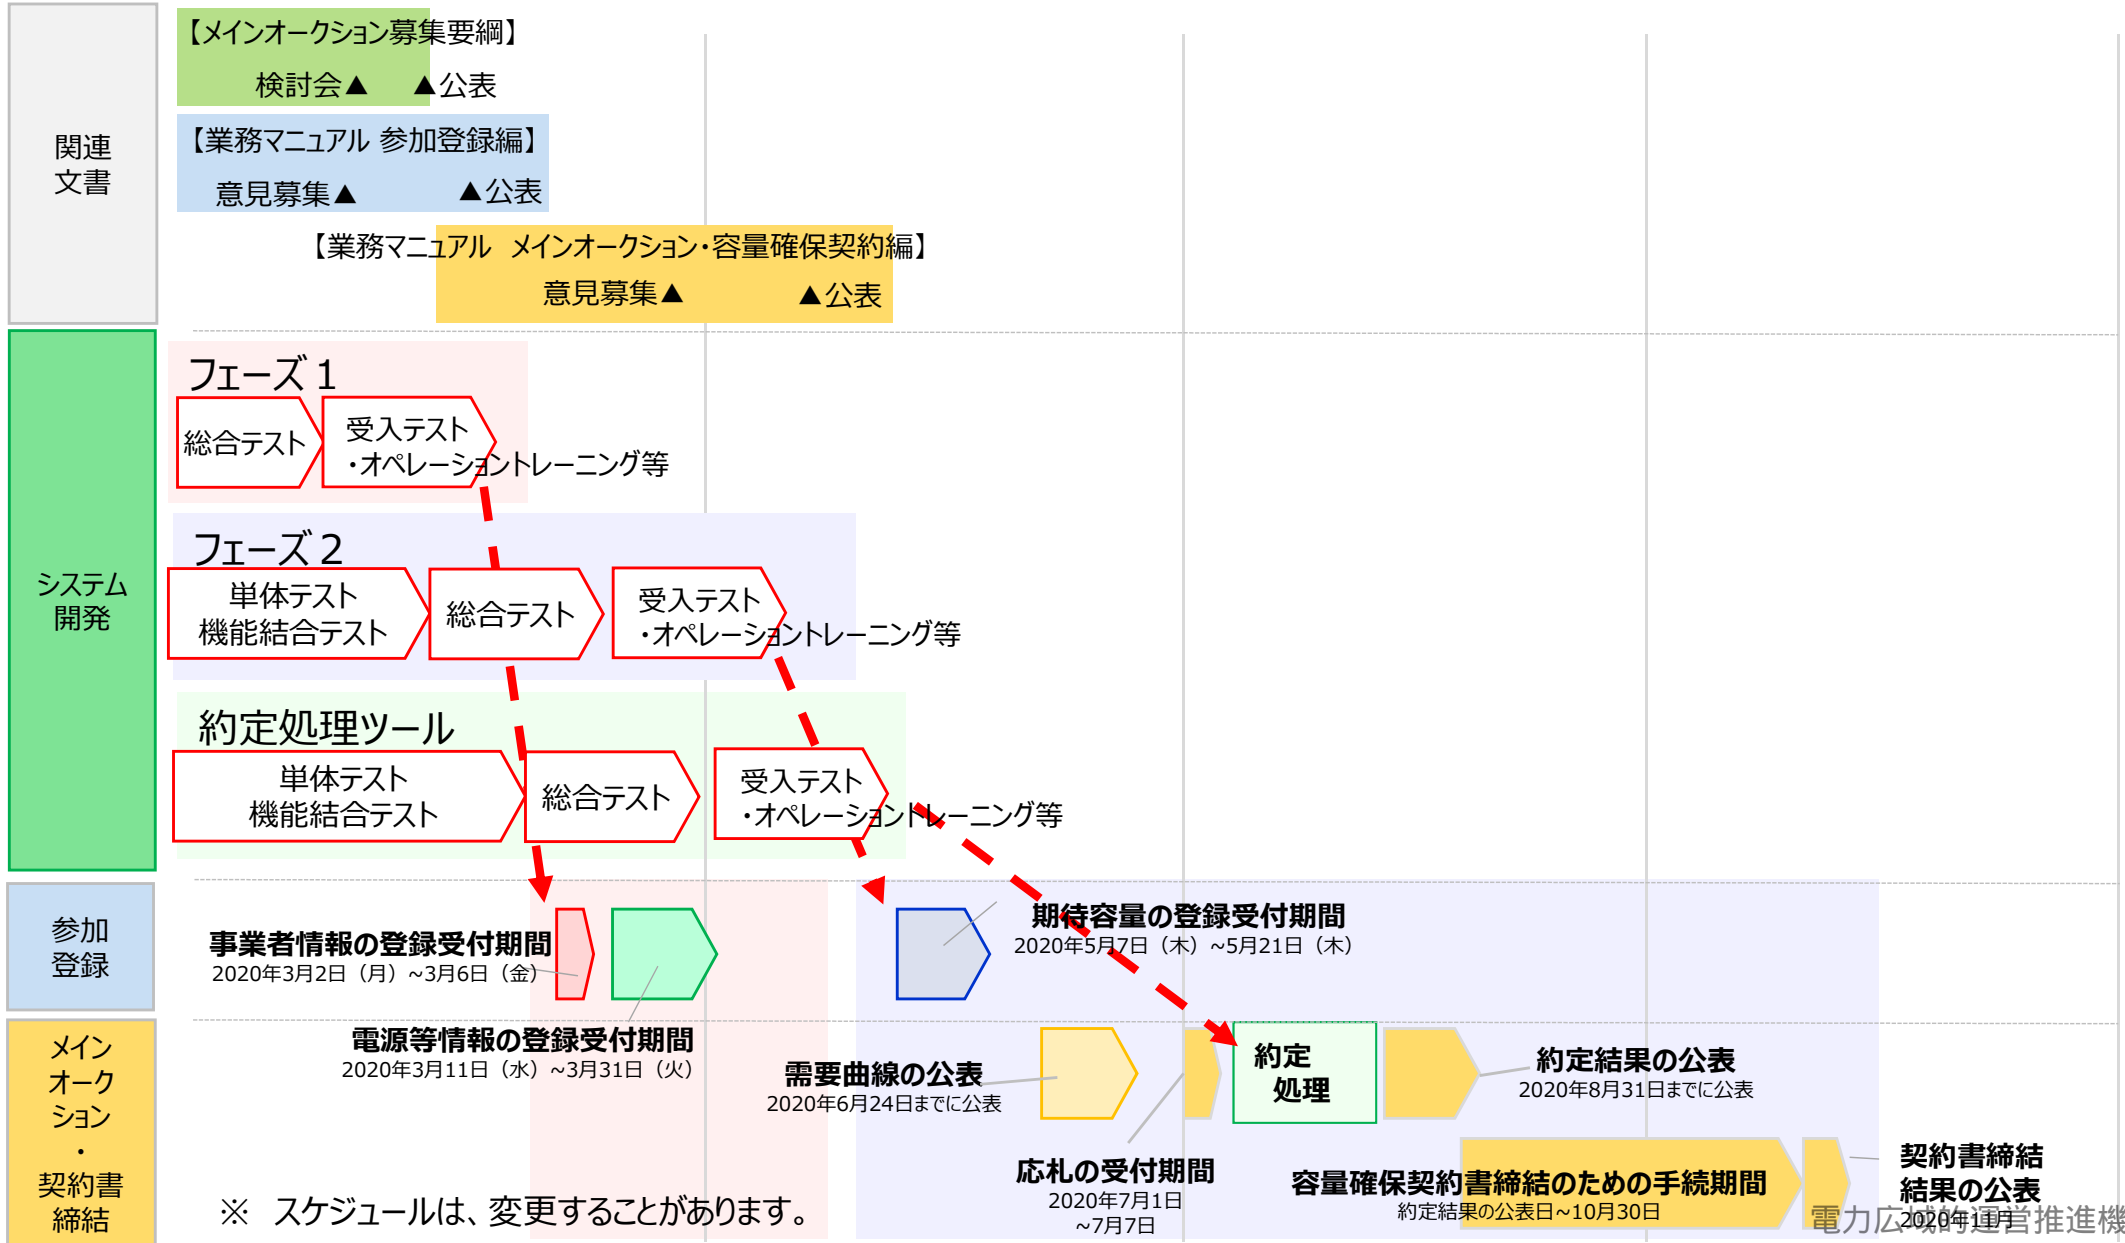 関連
文書
【メインオークション募集要綱】
検討会▲ ▲公表
【業務マニュアル 参加登録編】
意見募集▲ ▲公表
【業務マニュアル メインオークション・容量確保契約編】
意見募集▲ ▲公表
システム
開発
フェーズ１
総合テスト
受入テスト
・オペレーショントレーニング等
フェーズ２
単体テスト
機能結合テスト
総合テスト
受入テスト
・オペレーショントレーニング等
約定処理ツール
単体テスト
機能結合テスト
総合テスト
受入テスト
・オペレーショントレーニング等
参加
登録
事業者情報の登録受付期間
2020年3月2日（月）~3月6日（金）
電源等情報の登録受付期間
2020年3月11日（水）~3月31日（火）
期待容量の登録受付期間
2020年5月7日（木）~5月21日（木）
メイン
オーク
ション
・
契約書
締結
需要曲線の公表
2020年6月24日までに公表
応札の受付期間
2020年7月1日
~7月7日
約定
処理
約定結果の公表
2020年8月31日までに公表
容量確保契約書締結のための手続期間
約定結果の公表日~10月30日
契約書締結
結果の公表
2020年11月
※ スケジュールは、変更することがあります。
電力広域的運営推進機